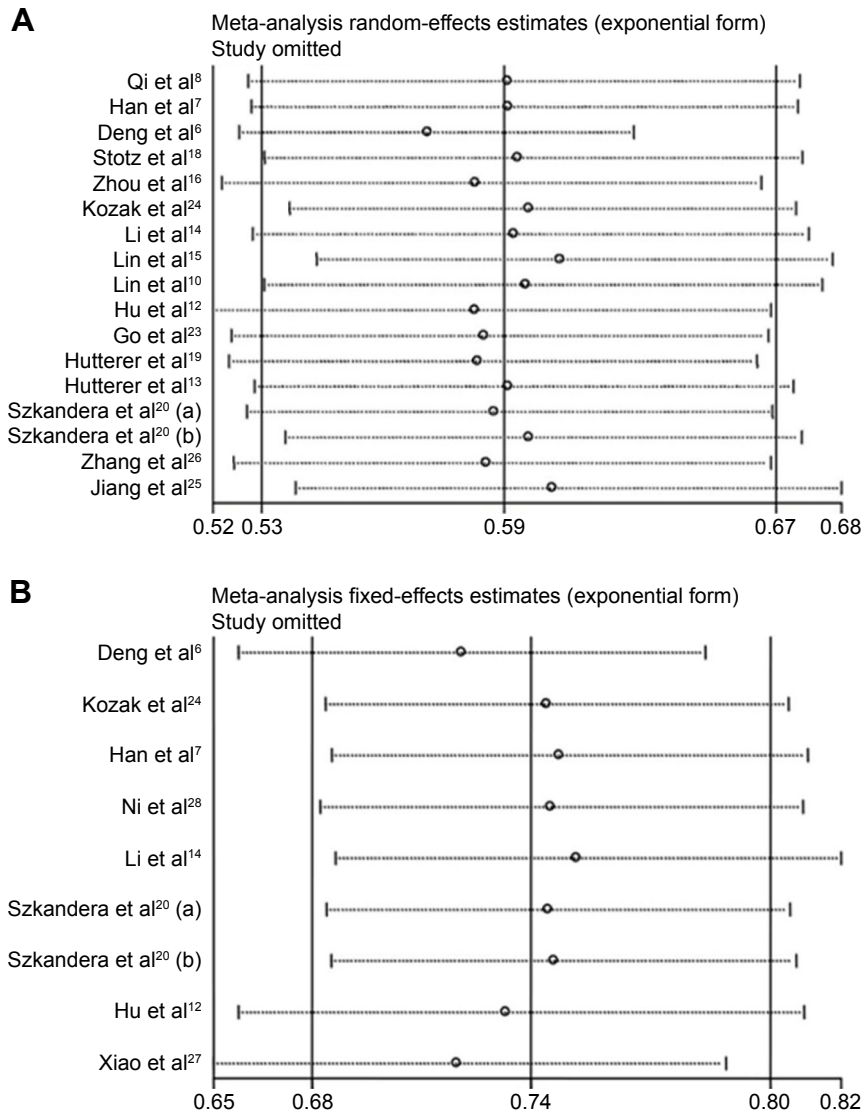 A
Meta-analysis random-effects estimates (exponential form)
Study omitted
Qi et al⁸
Han et al⁷
Deng et al⁶
Stotz et al¹⁸
Zhou et al¹⁶
Kozak et al²⁴
Li et al¹⁴
Lin et al¹⁵
Lin et al¹⁰
Hu et al¹²
Go et al²³
Hutterer et al¹⁹
Hutterer et al¹³
Szkandera et al²⁰ (a)
Szkandera et al²⁰ (b)
Zhang et al²⁶
Jiang et al²⁵
0.52 0.53 0.59 0.67 0.68
B
Meta-analysis fixed-effects estimates (exponential form)
Study omitted
Deng et al⁶
Kozak et al²⁴
Han et al⁷
Ni et al²⁸
Li et al¹⁴
Szkandera et al²⁰ (a)
Szkandera et al²⁰ (b)
Hu et al¹²
Xiao et al²⁷
0.65 0.68 0.74 0.80 0.82